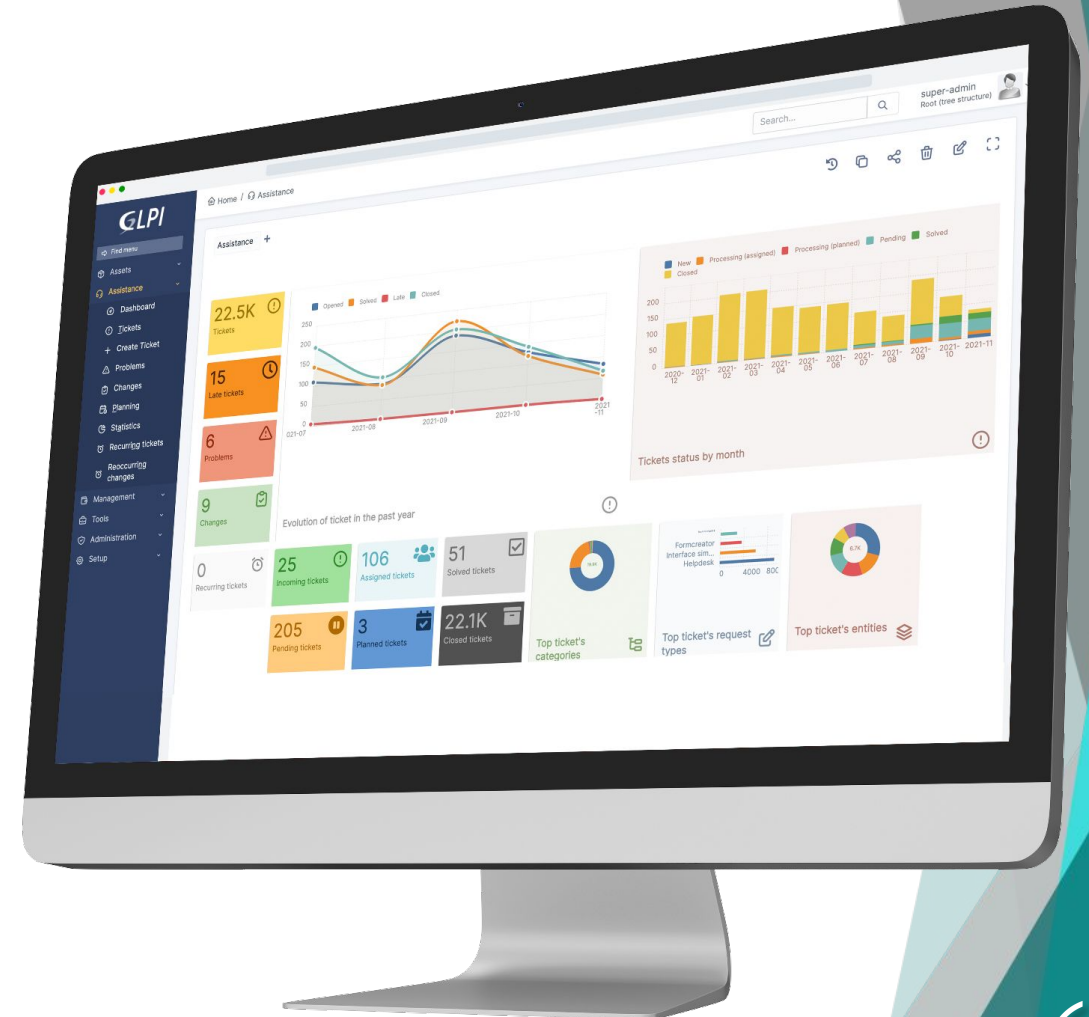 Search...
super-admin
Root (tree structure)
GLPI
Find menu
Assets
Assistance
Dashboard
Tickets
Create Ticket
Problems
Changes
Planning
Statistics
Recurring tickets
Reoccurring
changes
Management
Tools
Administration
Setup
Home / Assistance
Assistance +
22.5K
Tickets
15
Late tickets
6
Problems
9
Changes
0
Recurring tickets
Opened Solved Late Closed
250
200
150
100
50
0
021-07 2021-08 2021-09 2021-10 2021
-11
Evolution of ticket in the past year
New Processing (assigned) Processing (planned) Pending Solved
Closed
200
150
100
50
0
2020-
12
2021-
01
2021-
02
2021-
03
2021-
04
2021-
05
2021-
06
2021-
07
2021-
08
2021-
09
2021-
10
2021-11
Tickets status by month
25
Incoming tickets
106
Assigned tickets
51
Solved tickets
205
Pending tickets
3
Planned tickets
22.1K
Closed tickets
Top ticket's
categories
Formcreator
Interface sim...
Helpdesk
0 4000 800
Top ticket's request
types
6.7K
Top ticket's entities